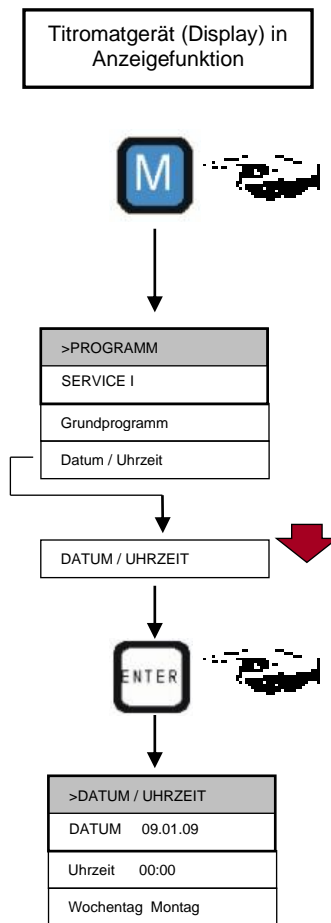 Titromatgerät (Display) in
Anzeigefunktion
M
>PROGRAMM
SERVICE I
Grundprogramm
Datum / Uhrzeit
DATUM / UHRZEIT
ENTER
>DATUM / UHRZEIT
DATUM 09.01.09
Uhrzeit 00:00
Wochentag Montag